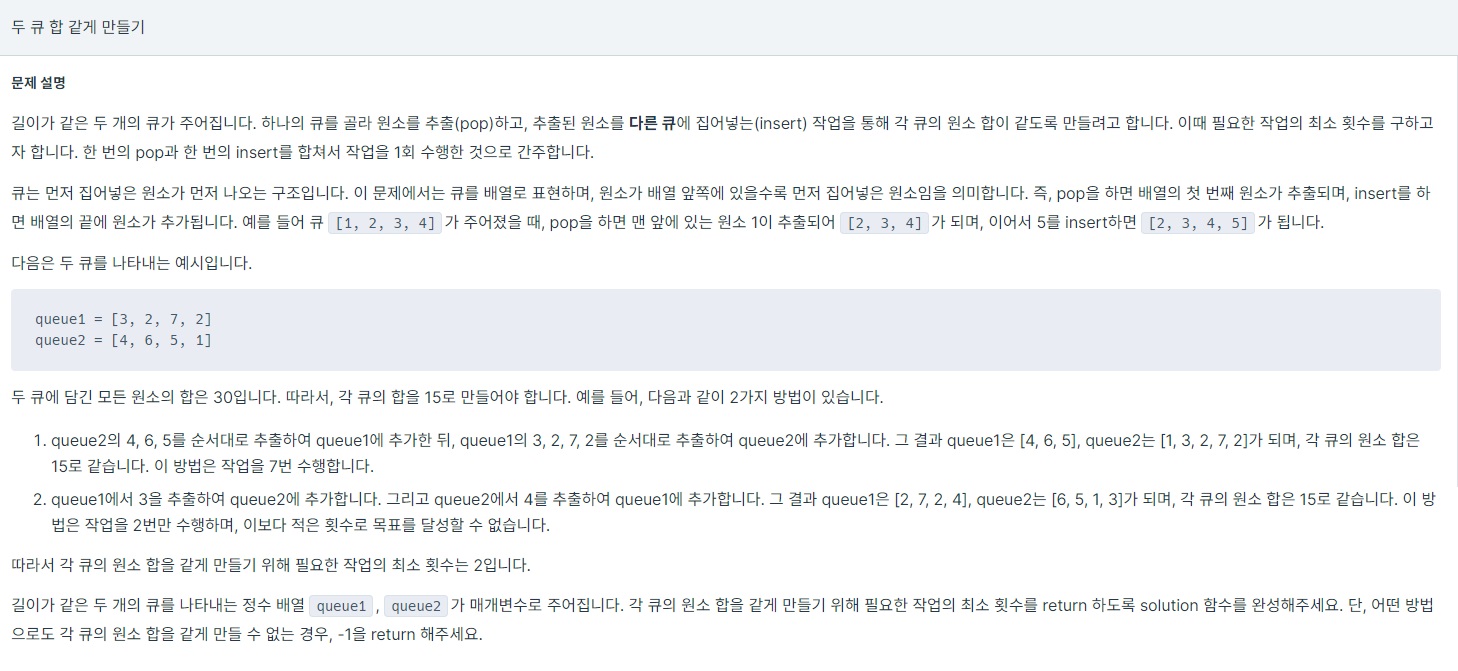 두 큐 합 같게 만들기
문제 설명
길이가 같은 두 개의 큐가 주어집니다. 하나의 큐를 골라 원소를 추출(pop)하고, 추출된 원소를 다른 큐에 집어넣는(insert) 작업을 통해 각 큐의 원소 합이 같도록 만들려고 합니다. 이때 필요한 작업의 최소 횟수를 구하고
자 합니다. 한 번의 pop과 한 번의 insert를 합쳐서 작업을 1회 수행한 것으로 간주합니다.
큐는 먼저 집어넣은 원소가 먼저 나오는 구조입니다. 이 문제에서는 큐를 배열로 표현하며, 원소가 배열 앞쪽에 있을수록 먼저 집어넣은 원소임을 의미합니다. 즉, pop을 하면 배열의 첫 번째 원소가 추출되며, insert를 하
면 배열의 끝에 원소가 추가됩니다. 예를 들어 큐 [1, 2, 3, 4] 가 주어졌을 때, pop을 하면 맨 앞에 있는 원소 1이 추출되어 [2, 3, 4] 가 되며, 이어서 5를 insert하면 [2, 3, 4, 5] 가 됩니다.
다음은 두 큐를 나타내는 예시입니다.
queue1 = [3, 2, 7, 2]
queue2 = [4, 6, 5, 1]
두 큐에 담긴 모든 원소의 합은 30입니다. 따라서, 각 큐의 합을 15로 만들어야 합니다. 예를 들어, 다음과 같이 2가지 방법이 있습니다.
1. queue2의 4, 6, 5를 순서대로 추출하여 queue1에 추가한 뒤, queue1의 3, 2, 7, 2를 순서대로 추출하여 queue2에 추가합니다. 그 결과 queue1은 [4, 6, 5], queue2는 [1, 3, 2, 7, 2]가 되며, 각 큐의 원소 합은
15로 같습니다. 이 방법은 작업을 7번 수행합니다.
2. queue1에서 3을 추출하여 queue2에 추가합니다. 그리고 queue2에서 4를 추출하여 queue1에 추가합니다. 그 결과 queue1은 [2, 7, 2, 4], queue2는 [6, 5, 1, 3]가 되며, 각 큐의 원소 합은 15로 같습니다. 이 방
법은 작업을 2번만 수행하며, 이보다 적은 횟수로 목표를 달성할 수 없습니다.
따라서 각 큐의 원소 합을 같게 만들기 위해 필요한 작업의 최소 횟수는 2입니다.
길이가 같은 두 개의 큐를 나타내는 정수 배열 queue1 , queue2 가 매개변수로 주어집니다. 각 큐의 원소 합을 같게 만들기 위해 필요한 작업의 최소 횟수를 return 하도록 solution 함수를 완성해주세요. 단, 어떤 방법
으로도 각 큐의 원소 합을 같게 만들 수 없는 경우, -1을 return 해주세요.